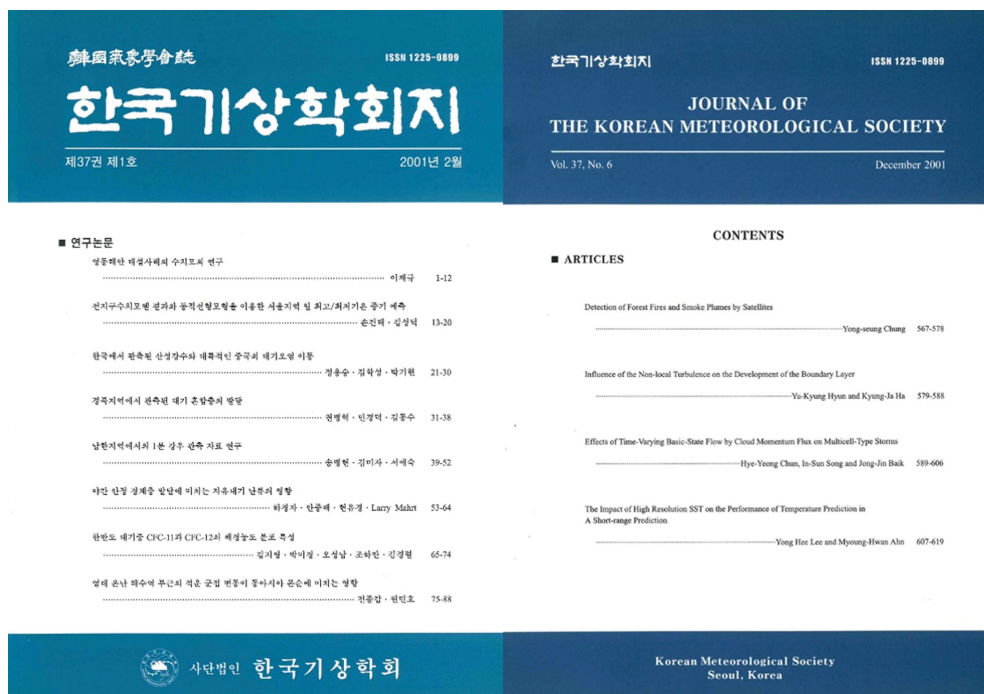 韓國氣象學會誌
ISSN 1225-0899
한국기상학회지
제37권 제1호
2001년 2월
■ 연구논문
영동해안 대설사례의 수치모의 연구
이재규 1-12
전지구수치모델 결과와 동적선형모형을 이용한 서울지역 일 최고/최저기온 중기 예측
손건태 · 김성덕 13-20
한국에서 관측된 산성강수와 대륙적인 중국의 대기오염 이동
정용승 · 김학성 · 박기현 21-30
경북지역에서 관측된 대기 혼합층의 발달
권병혁 · 민경덕 · 김동수 31-38
남한지역에서의 1분 강우 관측 자료 연구
송병현 · 김미자 · 서애숙 39-52
야간 안정 경계층 발달에 미치는 자유대기 난류의 영향
하경자 · 안중배 · 현유경 · Larry Mahrt 53-64
한반도 대기중 CFC-11과 CFC-12의 배경농도 분포 특성
김지영 · 박미경 · 오성남 · 조하만 · 김경렬 65-74
열대 온난 해수역 부근의 적운 군집 변동이 동아시아 몬순에 미치는 영향
전종갑 · 원민호 75-88
사단법인 한국기상학회
한국기상학회지
ISSN 1225-0899
JOURNAL OF
THE KOREAN METEOROLOGICAL SOCIETY
Vol. 37, No. 6
December 2001
CONTENTS
■ ARTICLES
Detection of Forest Fires and Smoke Plumes by Satellites
Yong-seung Chung 567-578
Influence of the Non-local Turbulence on the Development of the Boundary Layer
Yu-Kyung Hyun and Kyung-Ja Ha 579-588
Effects of Time-Varying Basic-State Flow by Cloud Momentum Flux on Multicell-Type Storms
Hye-Yeong Chun, In-Sun Song and Jong-Jin Baik 589-606
The Impact of High Resolution SST on the Performance of Temperature Prediction in
A Short-range Prediction
Yong Hee Lee and Myoung-Hwan Ahn 607-619
Korean Meteorological Society
Seoul, Korea